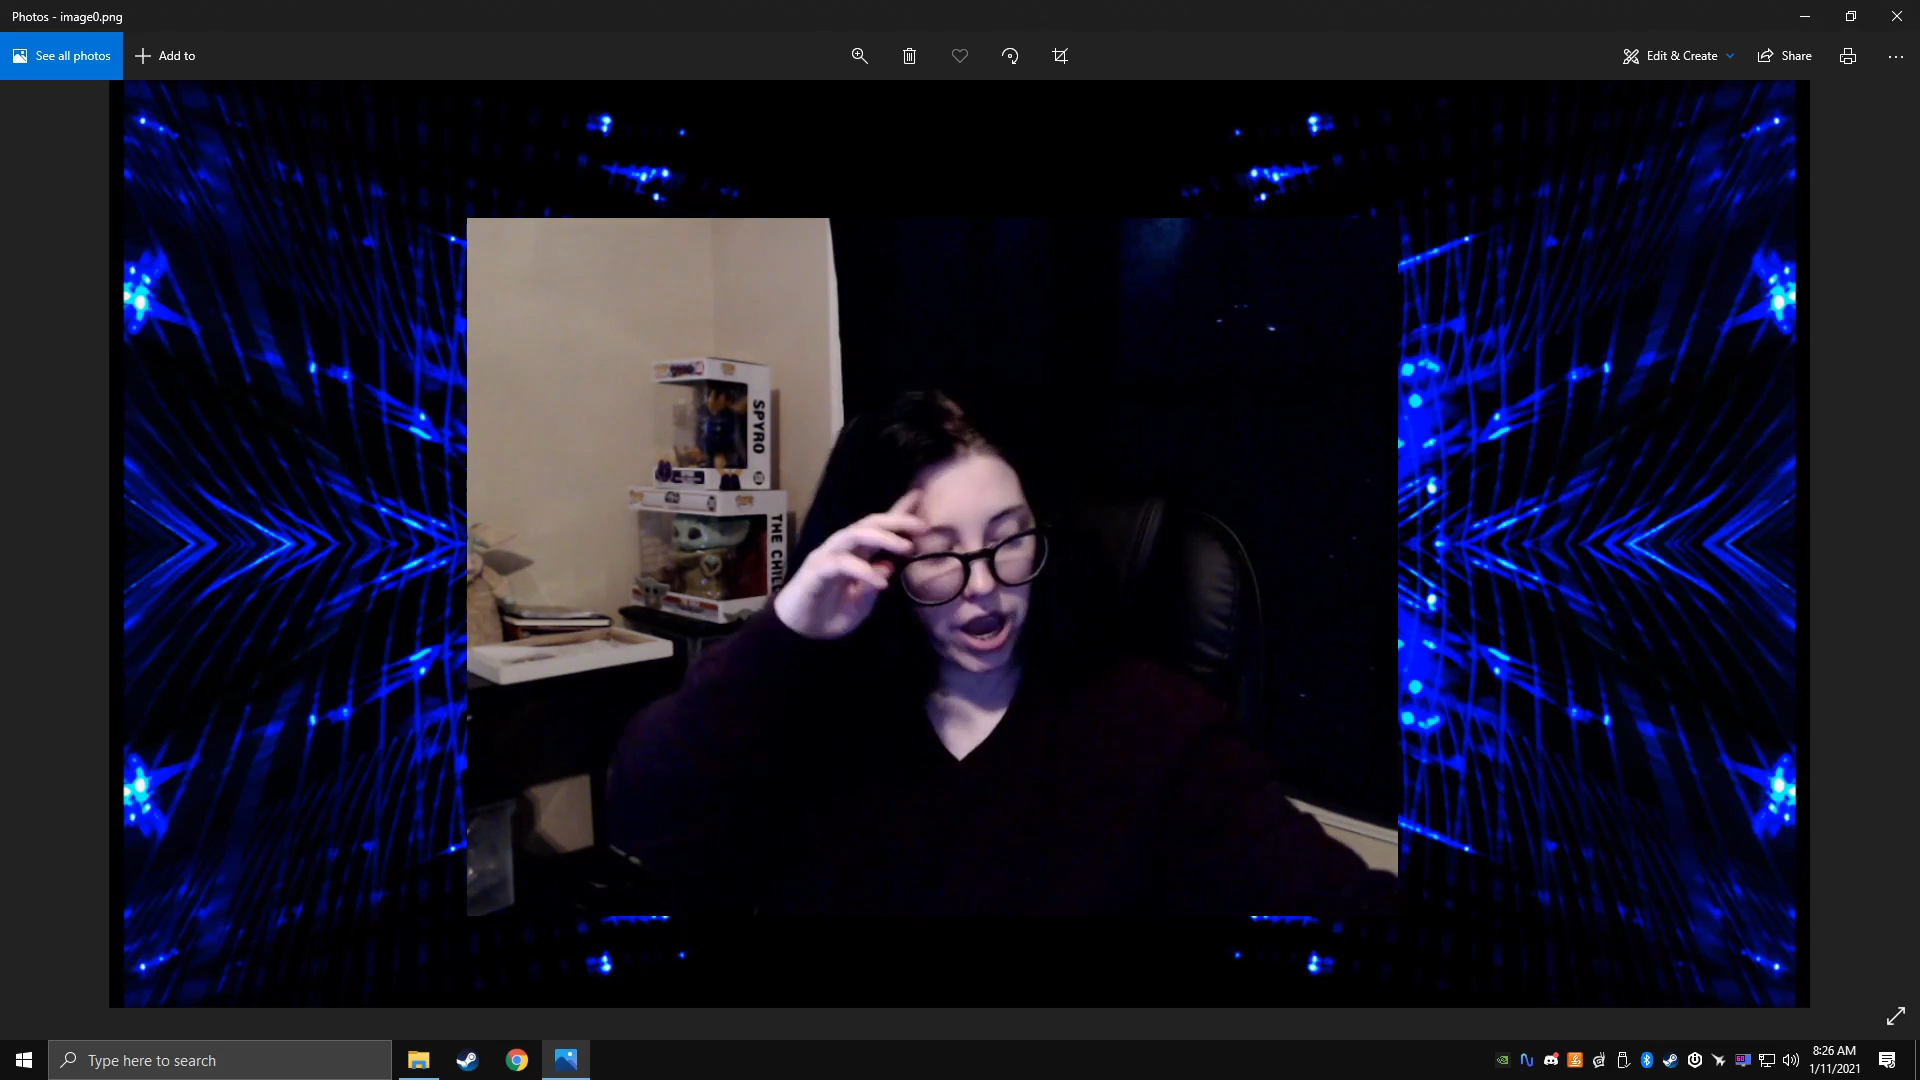 Photos - image0.png
See all photos
Add to
Edit & Create
Share
SPYRO
THE CHIL
Type here to search
8:26 AM
1/11/2021